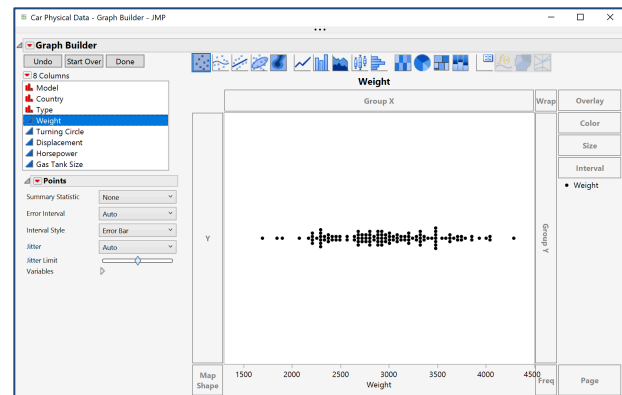 Car Physical Data - Graph Builder - JMP
Graph Builder
Undo Start Over Done
8 Columns
Model
Country
Type
Weight
Turning Circle
Displacement
Horsepower
Gas Tank Size
Points
Summary Statistic None
Error Interval Auto
Interval Style Error Bar
Jitter Auto
Jitter Limit
Variables
Weight
Group X
Wrap
Overlay
Color
Size
Interval
Weight
Y
Group Y
Map Shape
1500 2000 2500 3000 3500 4000 4500
Weight
Freq
Page